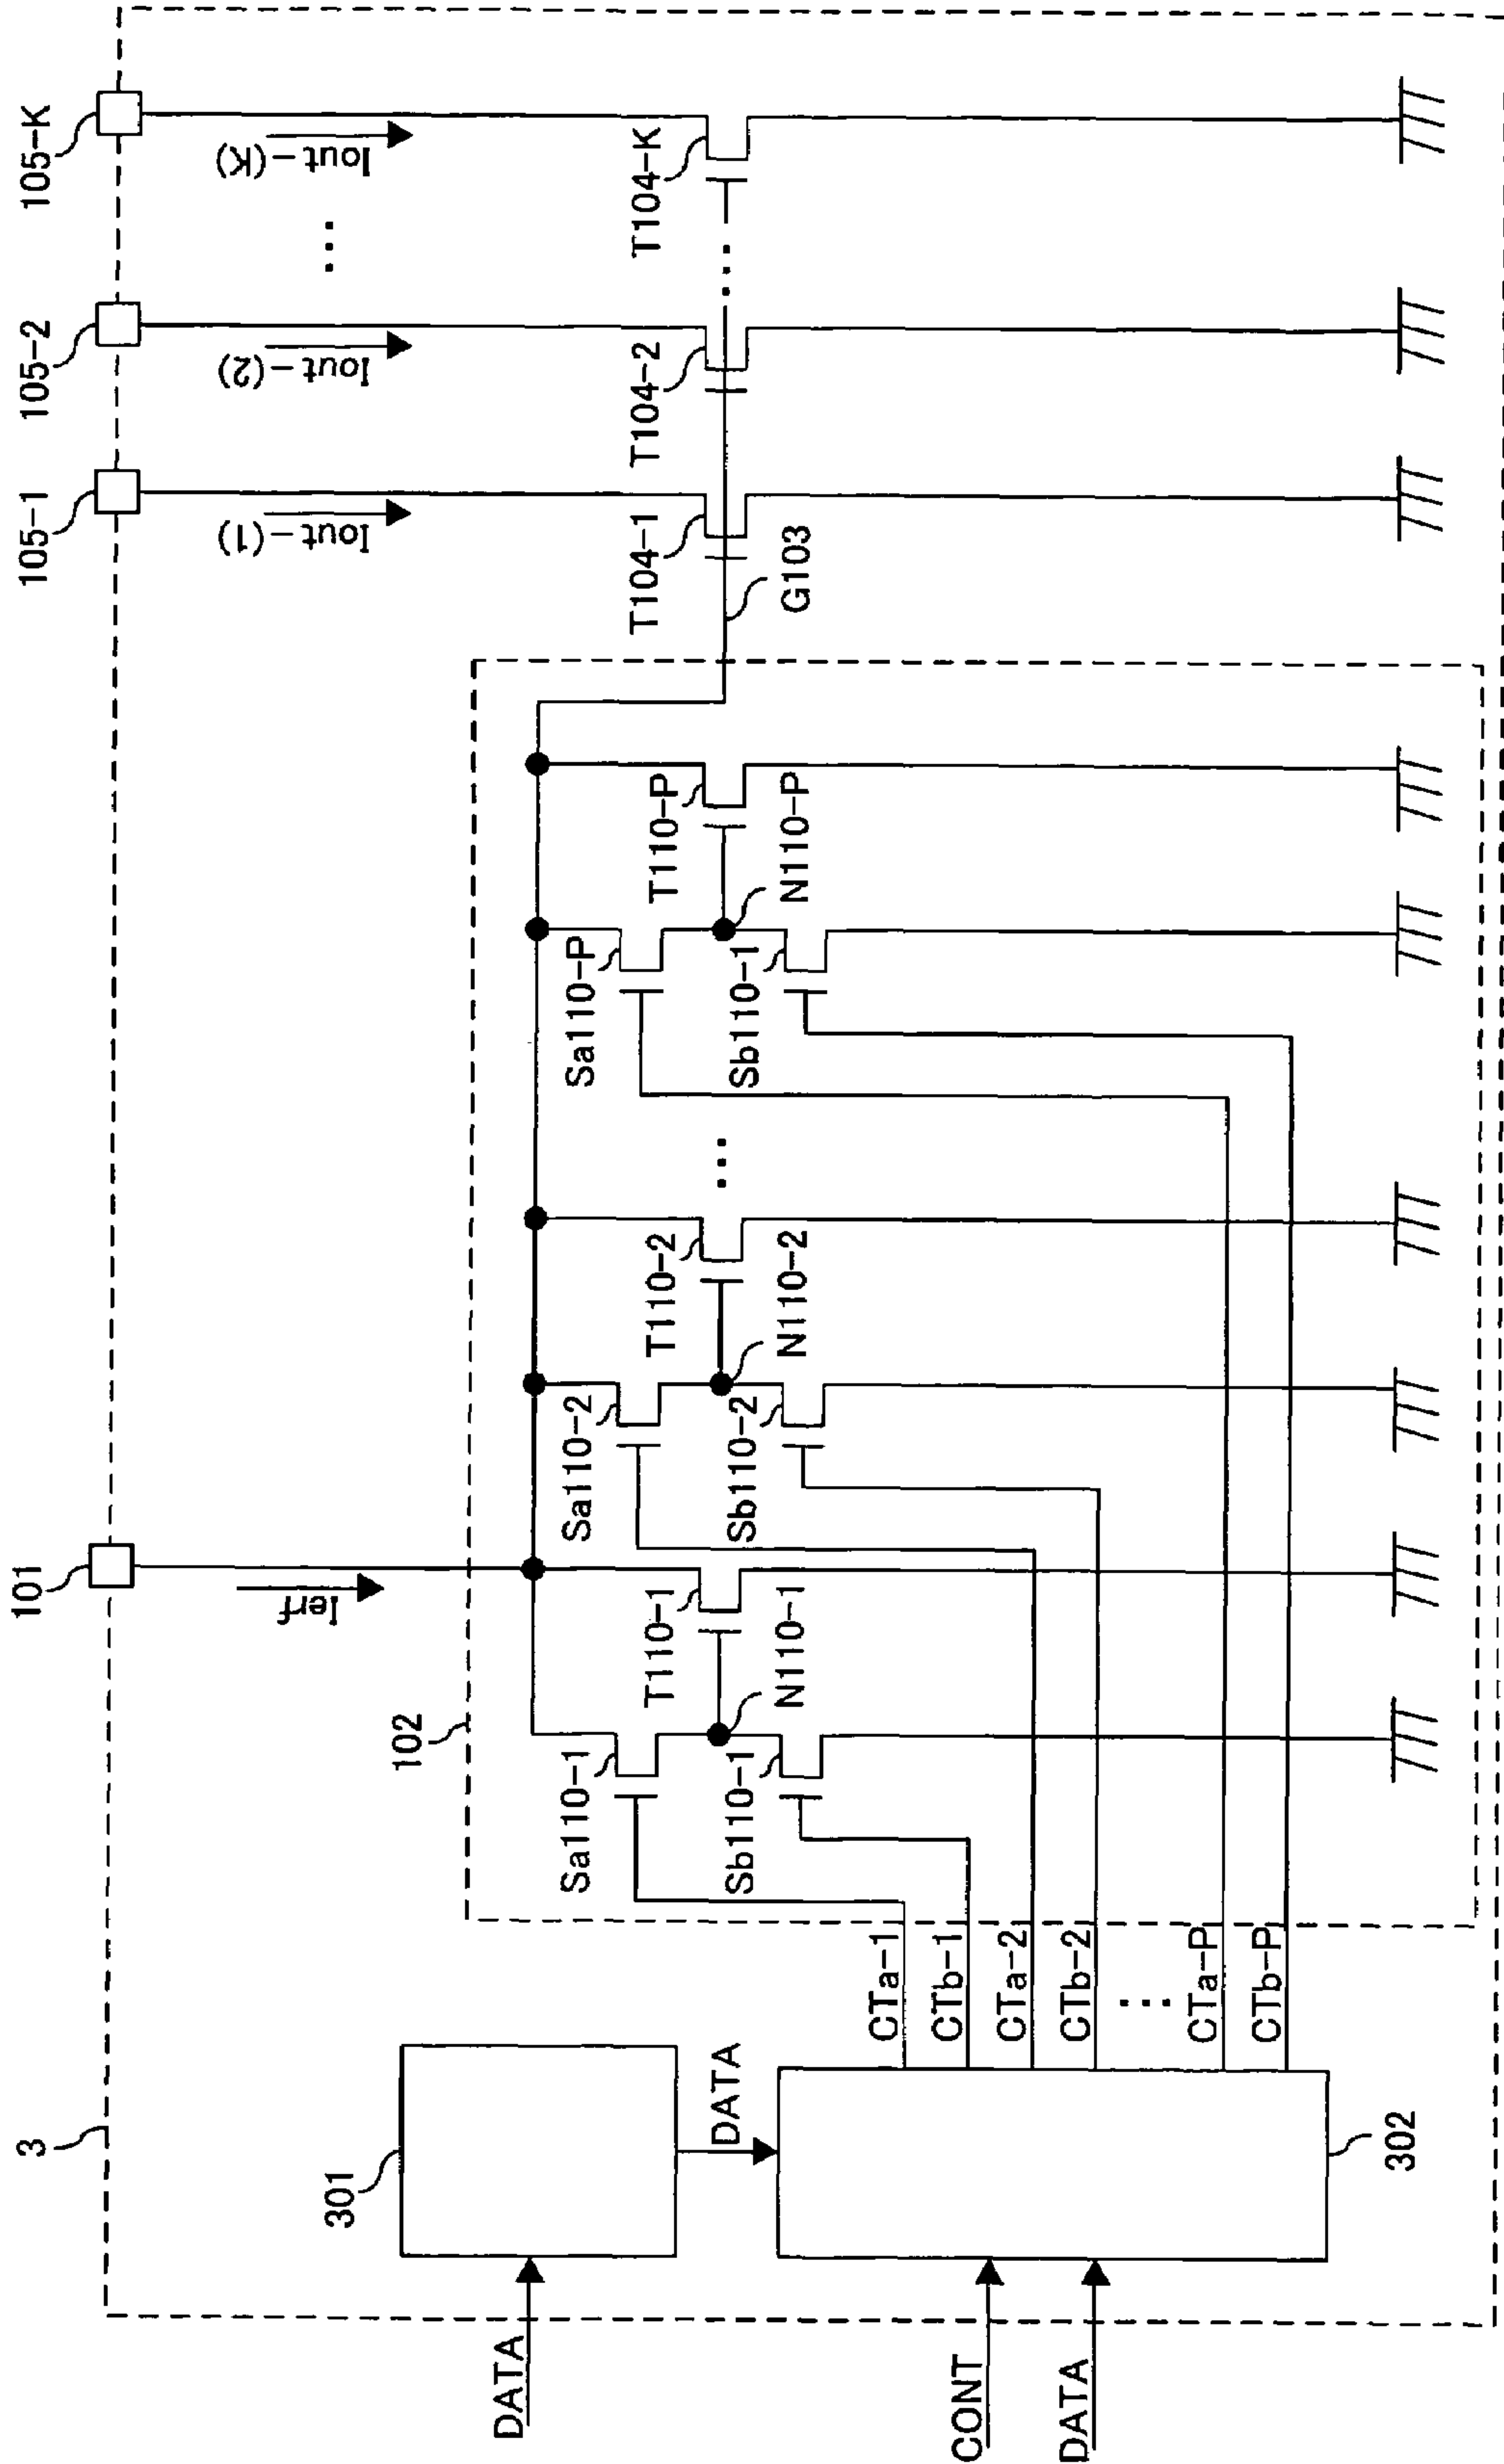 3
101
105-1
105-2
105-K
Ierf
Iout-(1)
Iout-(2)
...
Iout-(K)
102
301
DATA
DATA
302
CONT
DATA
CTa-1
CTb-1
CTa-2
CTb-2
...
CTa-P
CTb-P
Sa110-1
Sb110-1
T110-1
N110-1
Sa110-2
Sb110-2
T110-2
N110-2
...
Sa110-P
Sb110-1
T110-P
N110-P
G103
T104-1
T104-2
...
T104-K